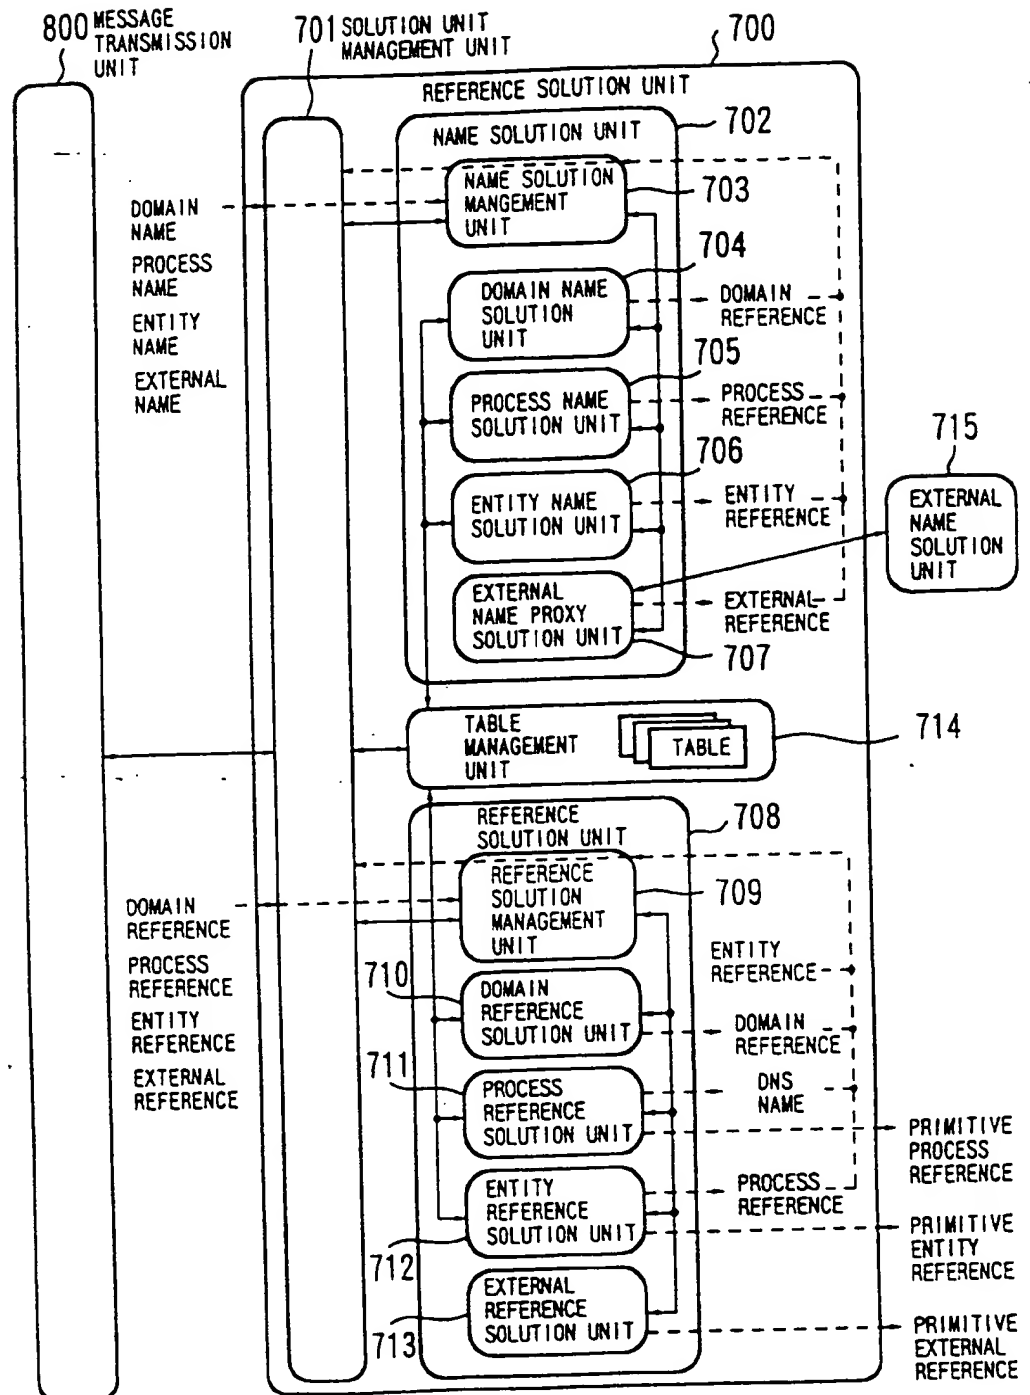 800 MESSAGE
TRANSMISSION
UNIT
701 SOLUTION UNIT
MANAGEMENT UNIT
700
REFERENCE SOLUTION UNIT
NAME SOLUTION UNIT
702
NAME SOLUTION
MANGEMENT
UNIT
703
DOMAIN
NAME
PROCESS
NAME
ENTITY
NAME
EXTERNAL
NAME
704
DOMAIN NAME
SOLUTION
UNIT
DOMAIN
REFERENCE
705
PROCESS NAME
SOLUTION UNIT
PROCESS
REFERENCE
706
ENTITY NAME
SOLUTION UNIT
ENTITY
REFERENCE
715
EXTERNAL
NAME
SOLUTION
UNIT
EXTERNAL
NAME PROXY
SOLUTION UNIT
EXTERNAL
REFERENCE
707
TABLE
MANAGEMENT
UNIT
TABLE
714
REFERENCE
SOLUTION UNIT
708
REFERENCE
SOLUTION
MANAGEMENT
UNIT
709
DOMAIN
REFERENCE
PROCESS
REFERENCE
ENTITY
REFERENCE
EXTERNAL
REFERENCE
ENTITY
REFERENCE
710
DOMAIN
REFERENCE
SOLUTION UNIT
DOMAIN
REFERENCE
711
PROCESS
REFERENCE
SOLUTION UNIT
DNS
NAME
PRIMITIVE
PROCESS
REFERENCE
ENTITY
REFERENCE
SOLUTION UNIT
PROCESS
REFERENCE
712
PRIMITIVE
ENTITY
REFERENCE
EXTERNAL
REFERENCE
SOLUTION UNIT
713
PRIMITIVE
EXTERNAL
REFERENCE